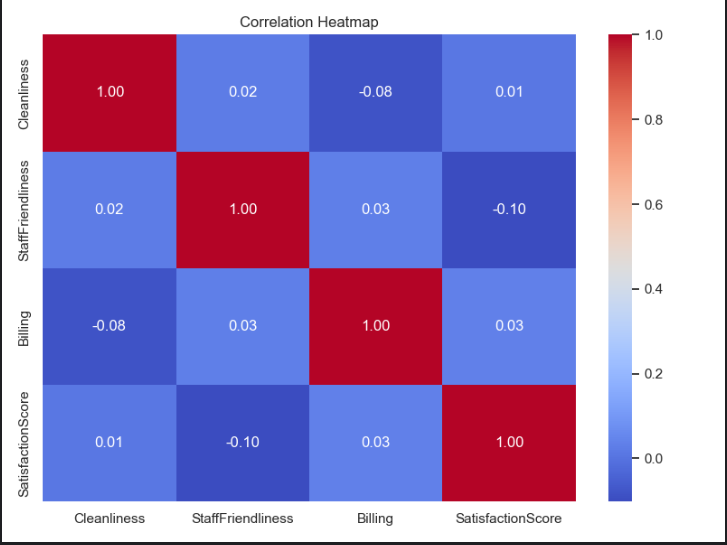 Correlation Heatmap
Cleanliness
1.00
0.02
-0.08
0.01
StaffFriendliness
0.02
1.00
0.03
-0.10
Billing
-0.08
0.03
1.00
0.03
SatisfactionScore
0.01
-0.10
0.03
1.00
Cleanliness
StaffFriendliness
Billing
SatisfactionScore
1.0
0.8
0.6
0.4
0.2
0.0